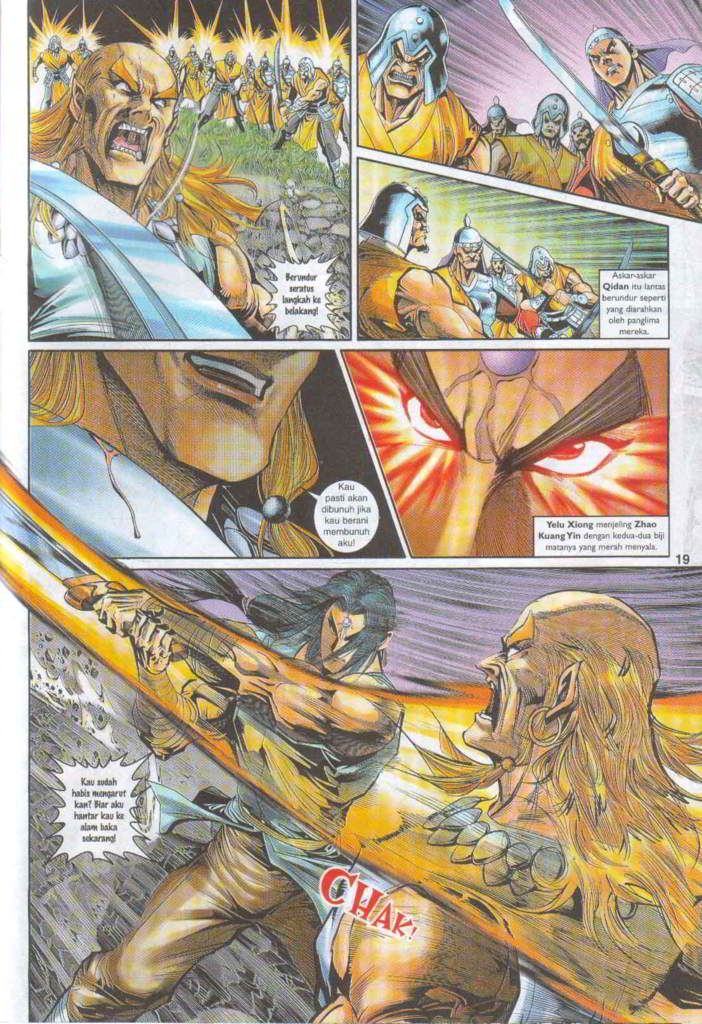 Berundur
seratus
langkah ke
belakang!
Askar-askar
Qidan itu lantas
berundur seperti
yang diarahkan
oleh panglima
mereka.
Kau
pasti akan
dibunuh jika
kau berani
membunuh
aku!
Yelu Xiong menjeling Zhao
Kuang Yin dengan kedua-dua biji
matanya yang merah menyala.
19
Kau sudah
habis mengarut
kan? Biar aku
hantar kau ke
alam baka
sekarang!
CHAK!